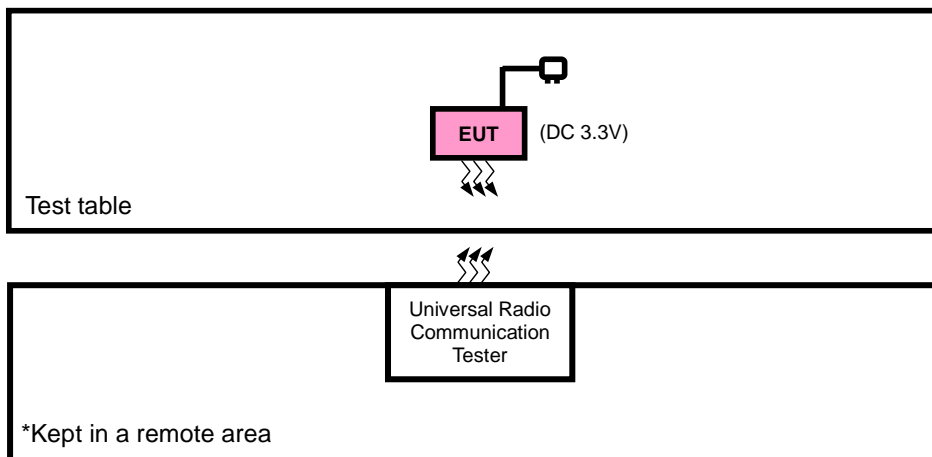 EUT
(DC 3.3V)
Test table
Universal Radio
Communication
Tester
*Kept in a remote area